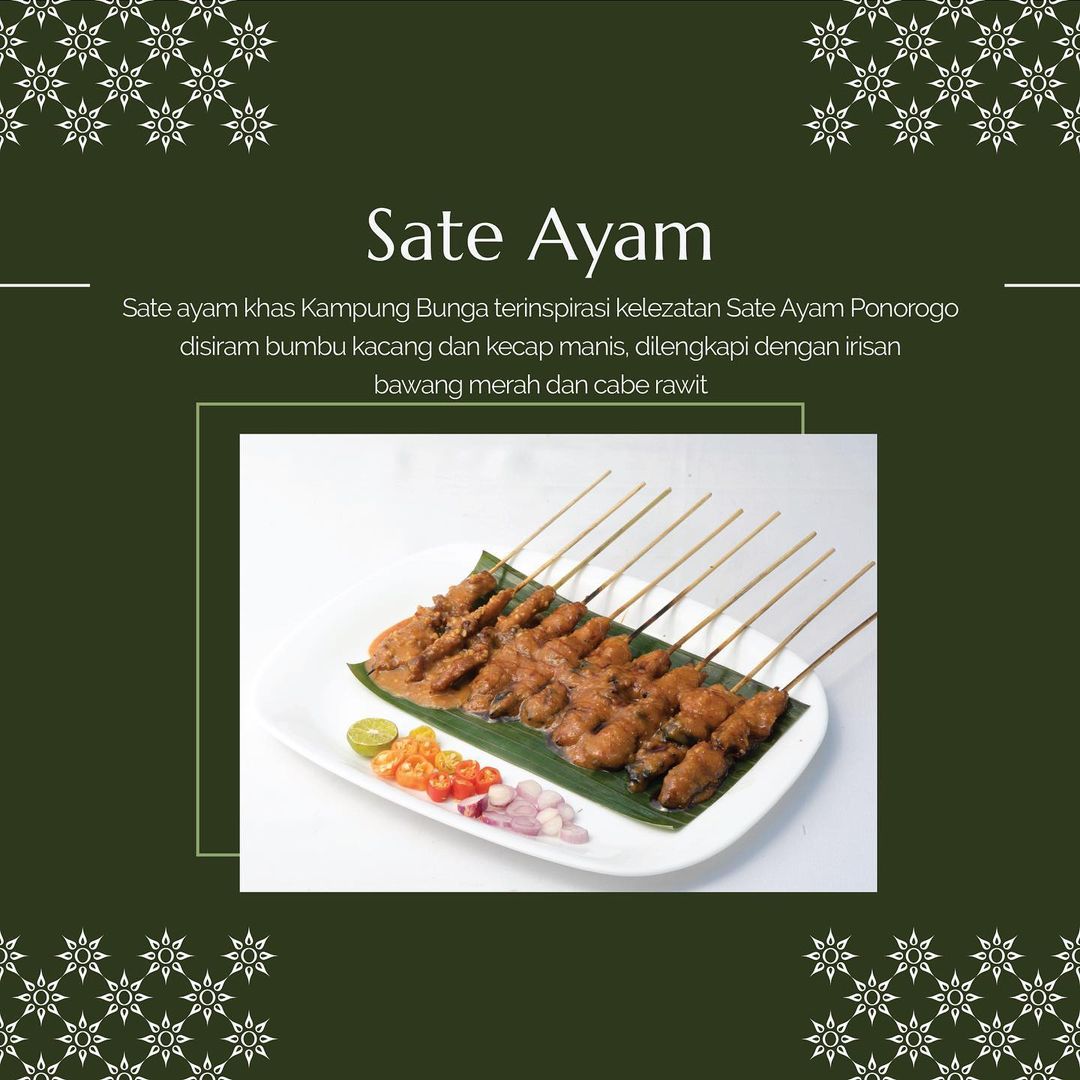 Sate Ayam
Sate ayam khas Kampung Bunga terinspirasi kelezatan Sate Ayam Ponorogo
disiram bumbu kacang dan kecap manis, dilengkapi dengan irisan
bawang merah dan cabe rawit